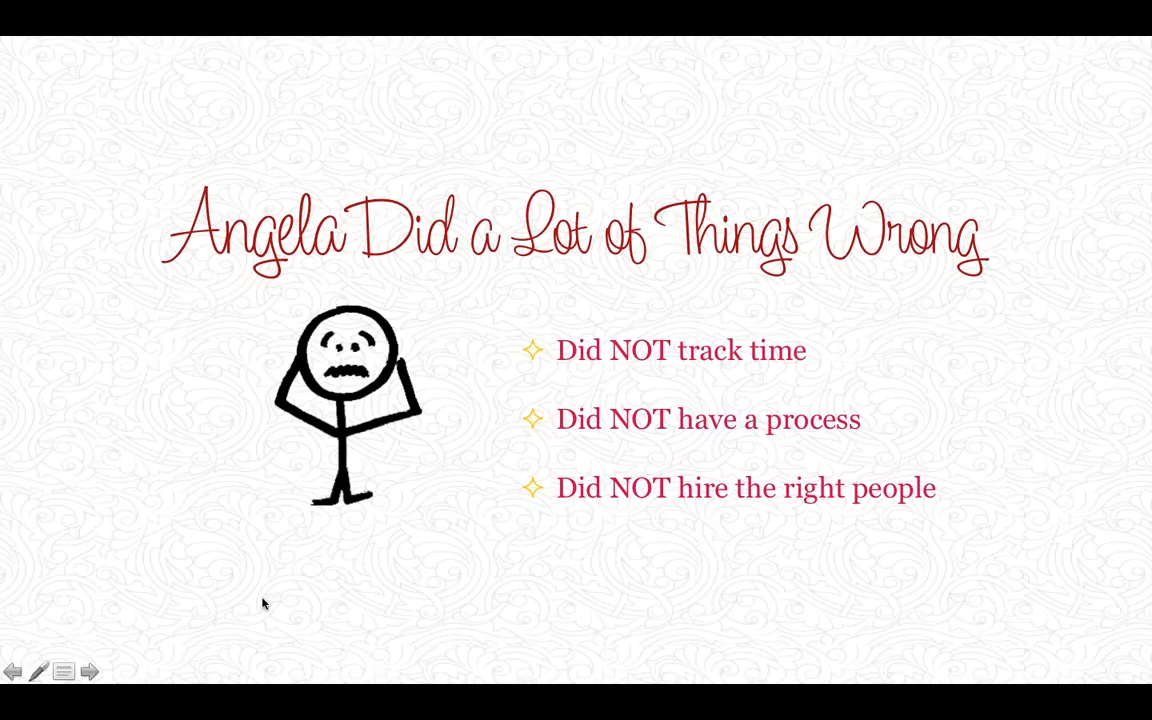 Angela Did a Lot of Things Wrong
Did NOT track time
Did NOT have a process
Did NOT hire the right people